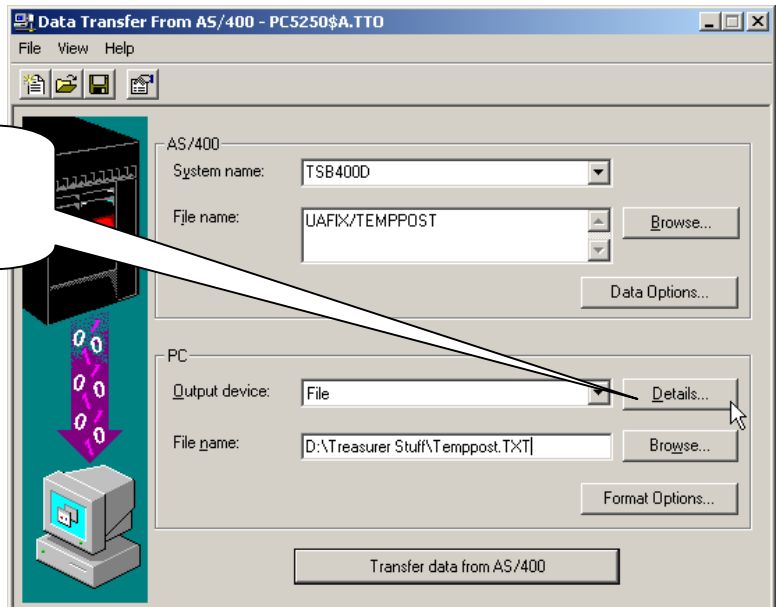 Data Transfer From AS/400 - PC5250$A.TTO
File View Help
AS/400
System name: TSB400D
File name: UAFIX/TEMPPOST
Browse...
Data Options...
PC
Output device: File
Details...
File name: D:\Treasurer Stuff\Temppost.TXT
Browse...
Format Options...
Transfer data from AS/400